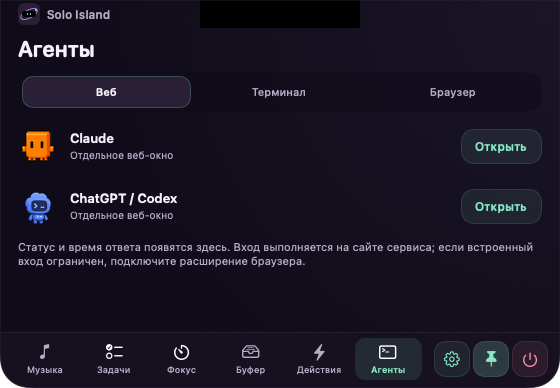 Solo Island
Агенты
Веб
Терминал
Браузер
Claude
Отдельное веб-окно
Открыть
ChatGPT / Codex
Отдельное веб-окно
Открыть
Статус и время ответа появятся здесь. Вход выполняется на сайте сервиса; если встроенный
вход ограничен, подключите расширение браузера.
Музыка
Задачи
Фокус
Буфер
Действия
Агенты